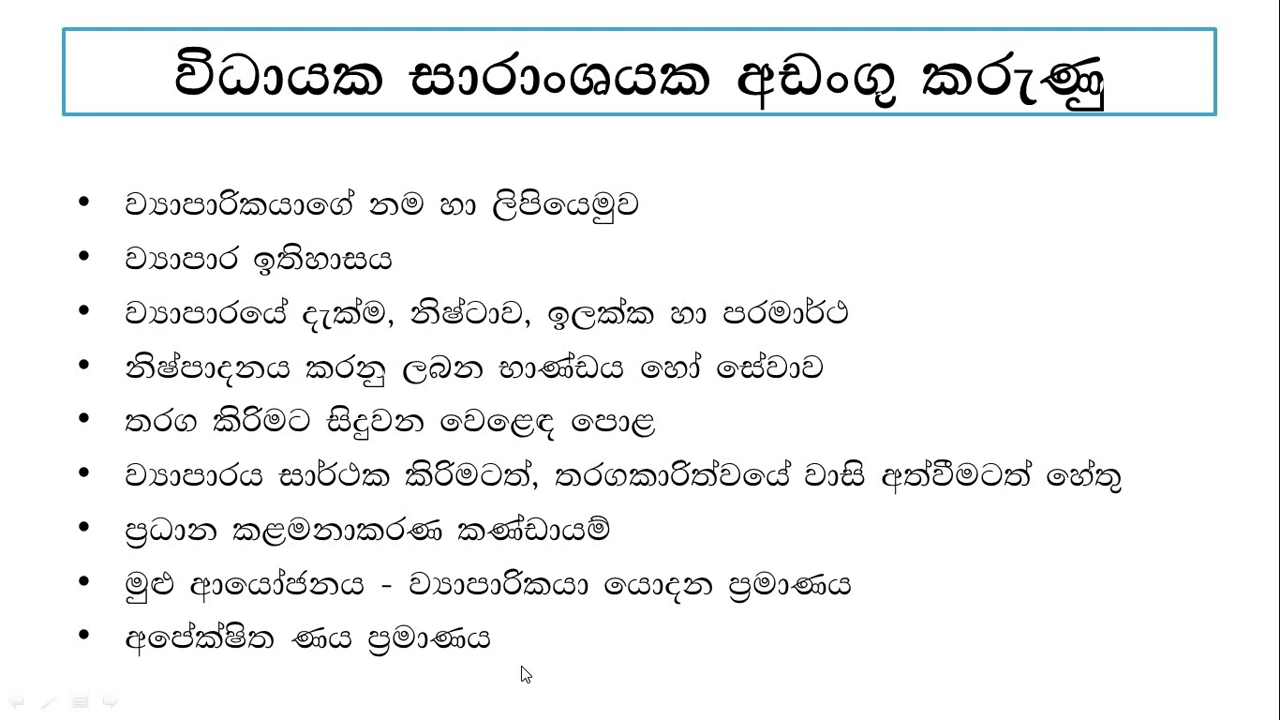 විධායක සාරාංශයක අඩංගු කරුණු
• ව්‍යාපාරිකයාගේ නම හා ලිපියෙමුව
• ව්‍යාපාර ඉතිහාසය
• ව්‍යාපාරයේ දැක්ම, නිෂ්ටාව, ඉලක්ක හා පරමාර්ථ
• නිෂ්පාදනය කරනු ලබන භාණ්ඩය හෝ සේවාව
• තරග කිරිමට සිදුවන වෙළෙඳ පොළ
• ව්‍යාපාරය සාර්ථක කිරිමටත්, තරගකාරිත්වයේ වාසි අත්වීමටත් හේතු
• ප්‍රධාන කළමනාකරණ කණ්ඩායම්
• මුළු ආයෝජනය - ව්‍යාපාරිකයා යොදන ප්‍රමාණය
• අපේක්ෂිත ණය ප්‍රමාණය